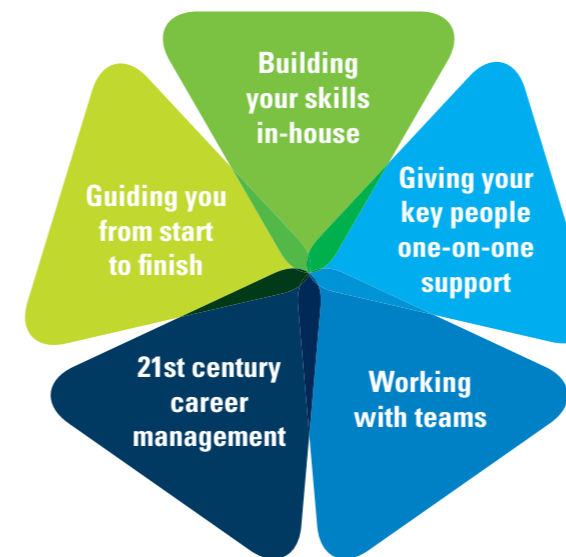 Building
your skills
in-house
Giving your
key people
one-on-one
support
Working
with teams
21st century
career
management
Guiding you
from start
to finish